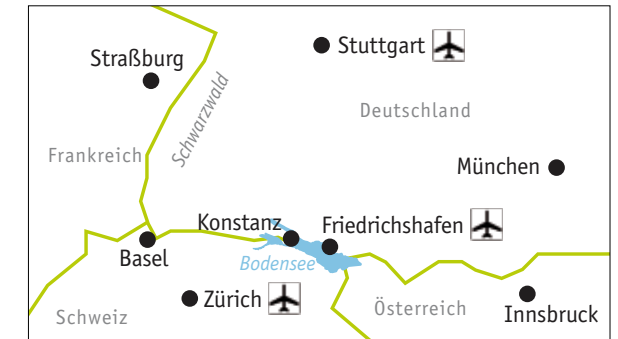 Stuttgart
Straßburg
Schwarzwald
Deutschland
Frankreich
München
Konstanz
Friedrichshafen
Basel
Bodensee
Zürich
Österreich
Innsbruck
Schweiz